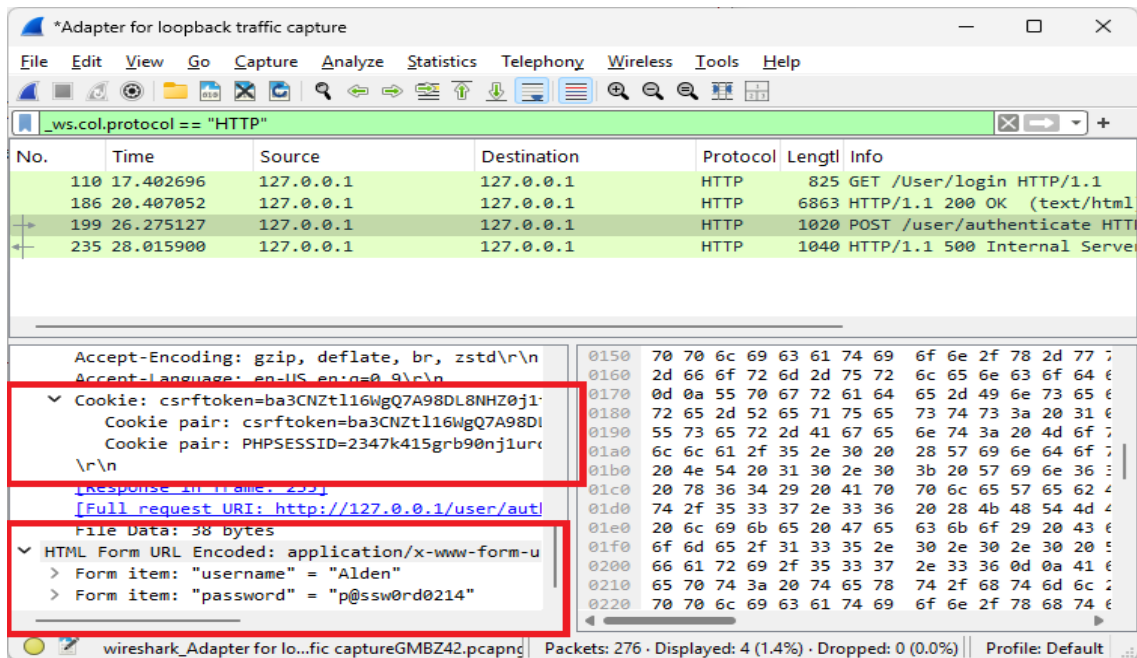 *Adapter for loopback traffic capture
File Edit View Go Capture Analyze Statistics Telephony Wireless Tools Help
_ws.col.protocol == "HTTP"
No. Time Source Destination Protocol Lengtl Info
110 17.402696 127.0.0.1 127.0.0.1 HTTP 825 GET /User/login HTTP/1.1
186 20.407052 127.0.0.1 127.0.0.1 HTTP 6863 HTTP/1.1 200 OK (text/html
199 26.275127 127.0.0.1 127.0.0.1 HTTP 1020 POST /user/authenticate HTT
235 28.015900 127.0.0.1 127.0.0.1 HTTP 1040 HTTP/1.1 500 Internal Serve
Accept-Encoding: gzip, deflate, br, zstd\r\n
Accept-Language: en-US,en;q=0.9\r\n
Cookie: csrftoken=ba3CNZtl16WgQ7A98DL8NHZ0j1
Cookie pair: csrftoken=ba3CNZtl16WgQ7A98D
Cookie pair: PHPSESSID=2347k415grb90nj1ur
\r\n
[Response in frame: 235]
[Full request URI: http://127.0.0.1/user/aut
File Data: 38 bytes
HTML Form URL Encoded: application/x-www-form-u
Form item: "username" = "Alden"
Form item: "password" = "p@ssw0rd0214"
0150 70 70 6c 69 63 61 74 69 6f 6e 2f 78 2d 77
0160 2d 66 6f 72 6d 2d 75 72 6c 65 6e 63 6f 64
0170 0d 0a 55 70 67 72 61 64 65 2d 49 6e 73 65
0180 72 65 2d 52 65 71 75 65 73 74 73 3a 20 31
0190 55 73 65 72 2d 41 67 65 6e 74 3a 20 4d 6f
01a0 6c 6c 61 2f 35 2e 30 20 28 57 69 6e 64 6f
01b0 20 4e 54 20 31 30 2e 30 3b 20 57 69 6e 36
01c0 20 78 36 34 29 20 41 70 70 6c 65 57 65 62
01d0 74 2f 35 33 37 2e 33 36 20 28 4b 48 54 4d
01e0 20 6c 69 6b 65 20 47 65 63 6b 6f 29 20 43
01f0 6f 6d 65 2f 31 33 35 2e 30 2e 30 2e 30 20
0200 66 61 72 69 2f 35 33 37 2e 33 36 0d 0a 41
0210 65 70 74 3a 20 74 65 78 74 2f 68 74 6d 6c
0220 70 70 6c 69 63 61 74 69 6f 6e 2f 78 68 74
wireshark_Adapter for lo...fic captureGMBZ42.pcapng Packets: 276 · Displayed: 4 (1.4%) · Dropped: 0 (0.0%) Profile: Default